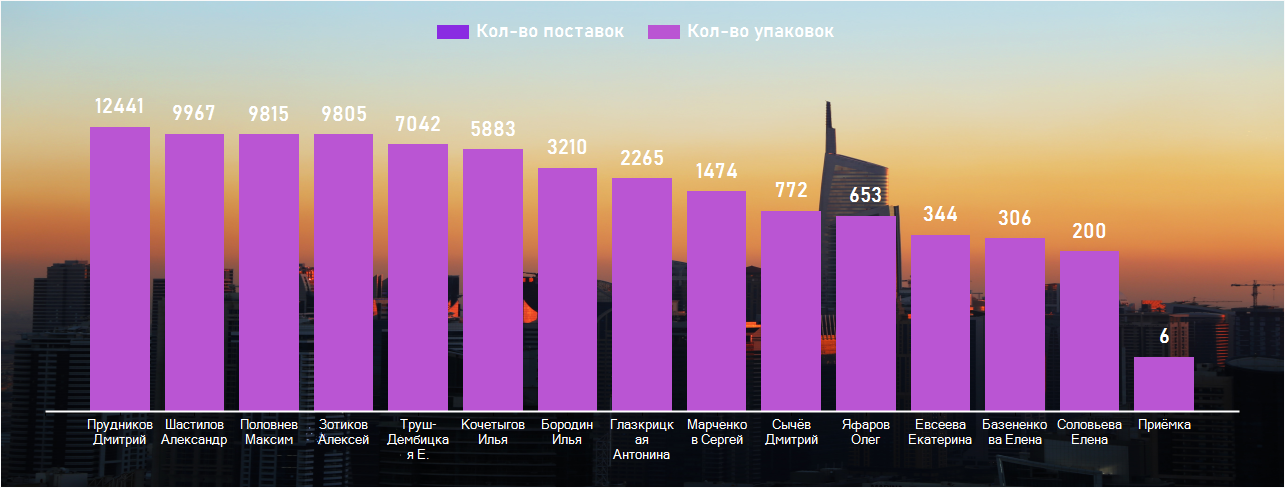 Кол-во поставок Кол-во упаковок
12441 9967 9815 9805 7042 5883 3210 2265 1474 772 653 344 306 200 6
Прудников
Дмитрий
Шастилов
Александр
Половнев
Максим
Зотиков
Алексей
Труш-
Дембицка
я Е.
Кочетыгов
Илья
Бородин
Илья
Глазкрицк
ая
Антонина
Марченко
в Сергей
Сычёв
Дмитрий
Яфаров
Олег
Евсеева
Екатерина
Базененко
ва Елена
Соловьева
Елена
Приёмка